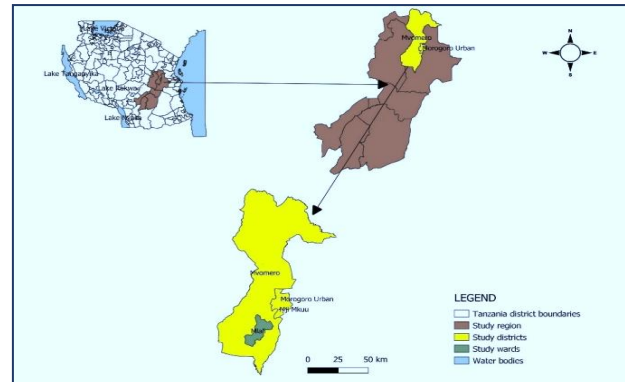 Lake Victoria
Lake Tanganyika
Lake Rukwa
Lake Nyasa
Mvomero
Morogoro Urban
N
W
E
S
Mvomero
Morogoro Urban
Mji Mkuu
LEGEND
Tanzania district boundaries
Study region
Study districts
Study wards
Water bodies
0 25 50 km